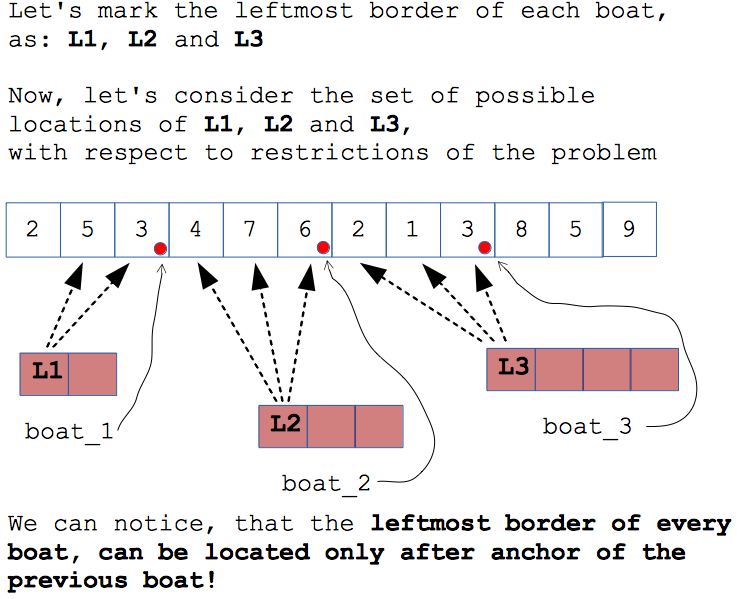 Let's mark the leftmost border of each boat,
as: L1, L2 and L3
Now, let's consider the set of possible
locations of L1, L2 and L3,
with respect to restrictions of the problem
2 5 3 4 7 6 2 1 3 8 5 9
L1
L2
L3
boat_1
boat_2
boat_3
We can notice, that the leftmost border of every
boat, can be located only after anchor of the
previous boat!